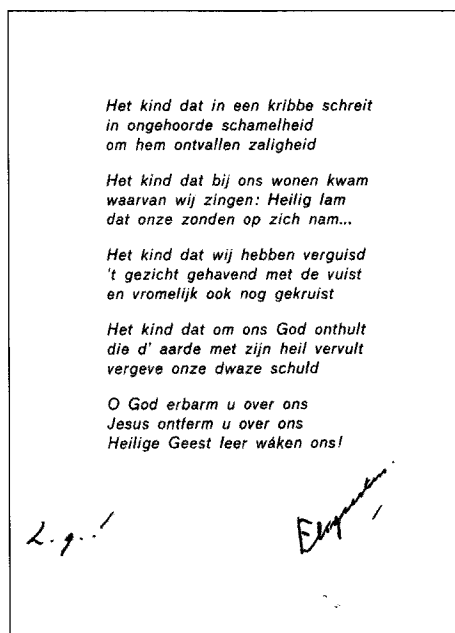 Het kind dat in een kribbe schreit
in ongehoorde schamelheid
om hem ontvallen zaligheid
Het kind dat bij ons wonen kwam
waarvan wij zingen: Heilig lam
dat onze zonden op zich nam...
Het kind dat wij hebben verguisd
't gezicht gehavend met de vuist
en vromelijk ook nog gekruist
Het kind dat om ons God onthult
die d' aarde met zijn heil vervult
vergeve onze dwaze schuld
O God erbarm u over ons
Jesus ontferm u over ons
Heilige Geest leer wáken ons!